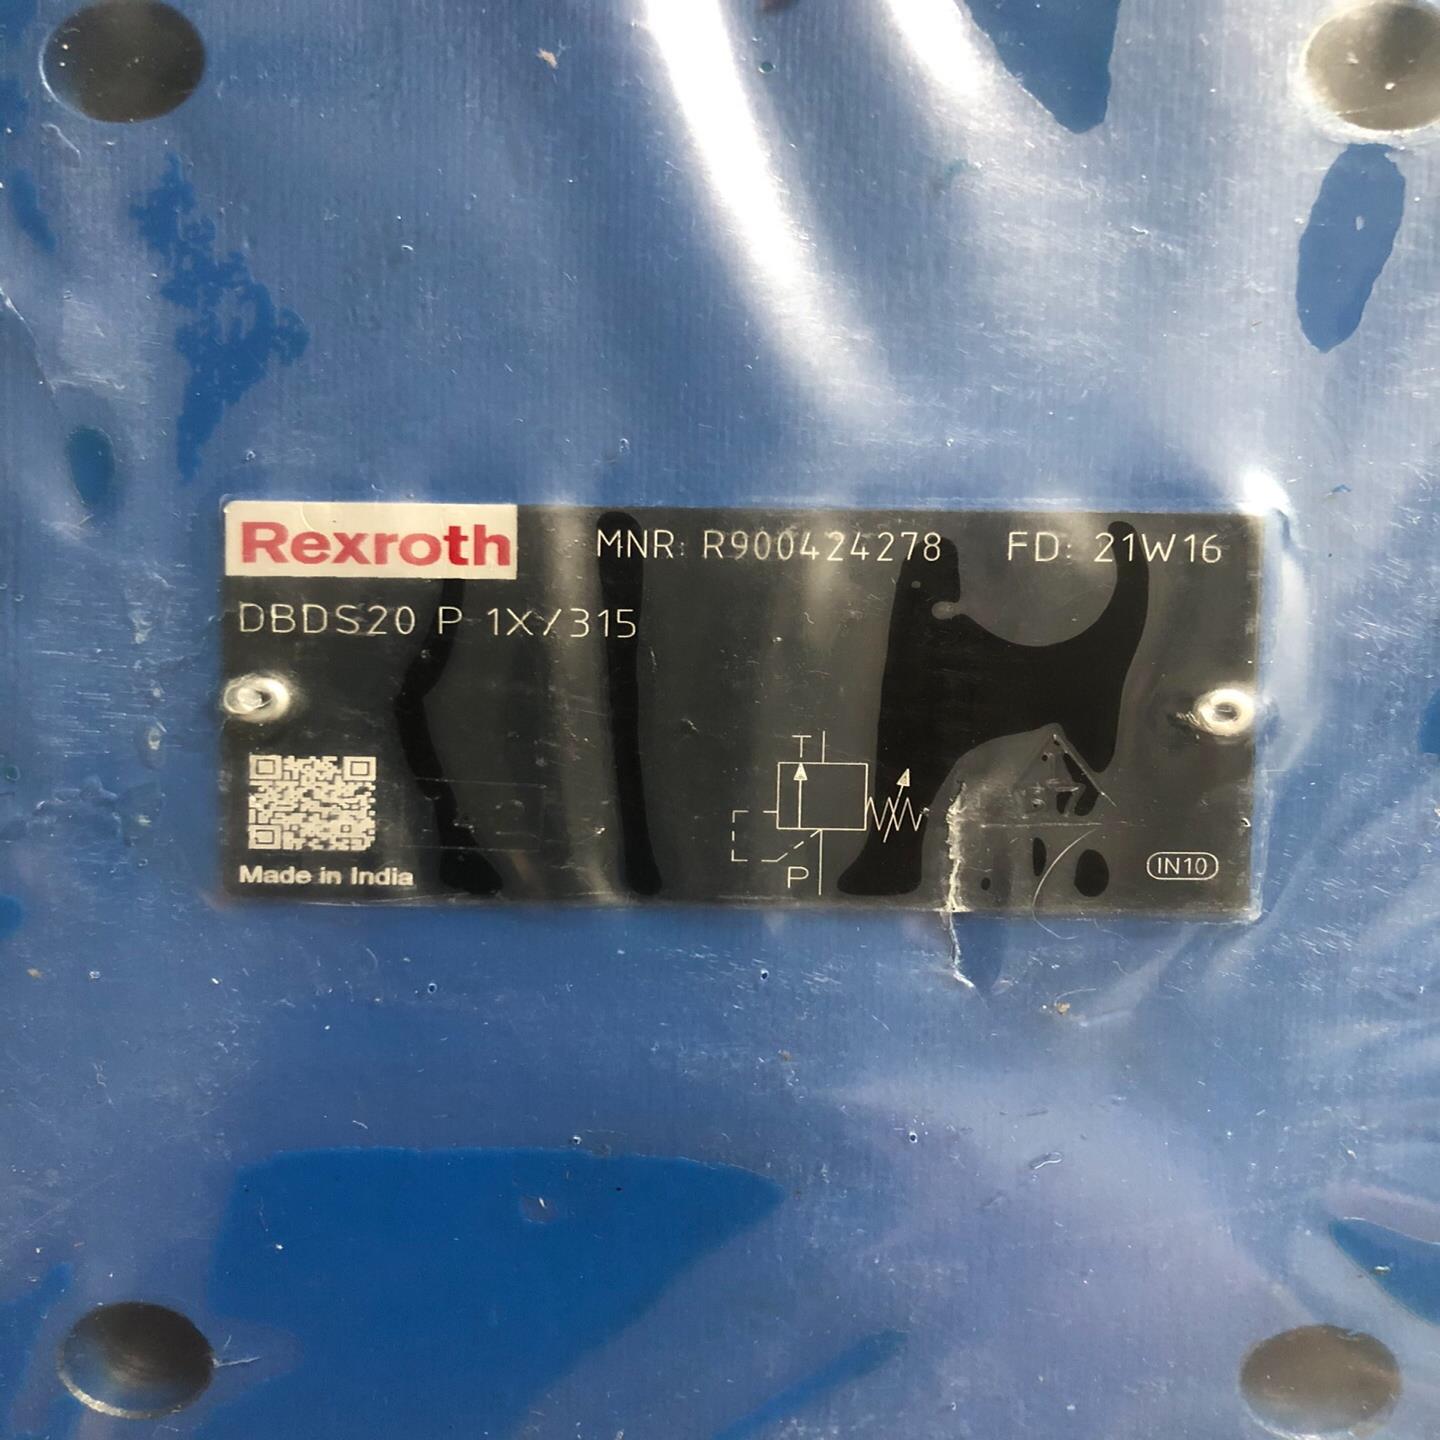 Rexroth MNR: R900424278 FD: 21W16
DBDS20 P 1X/315
T
P
Made in India
IN10